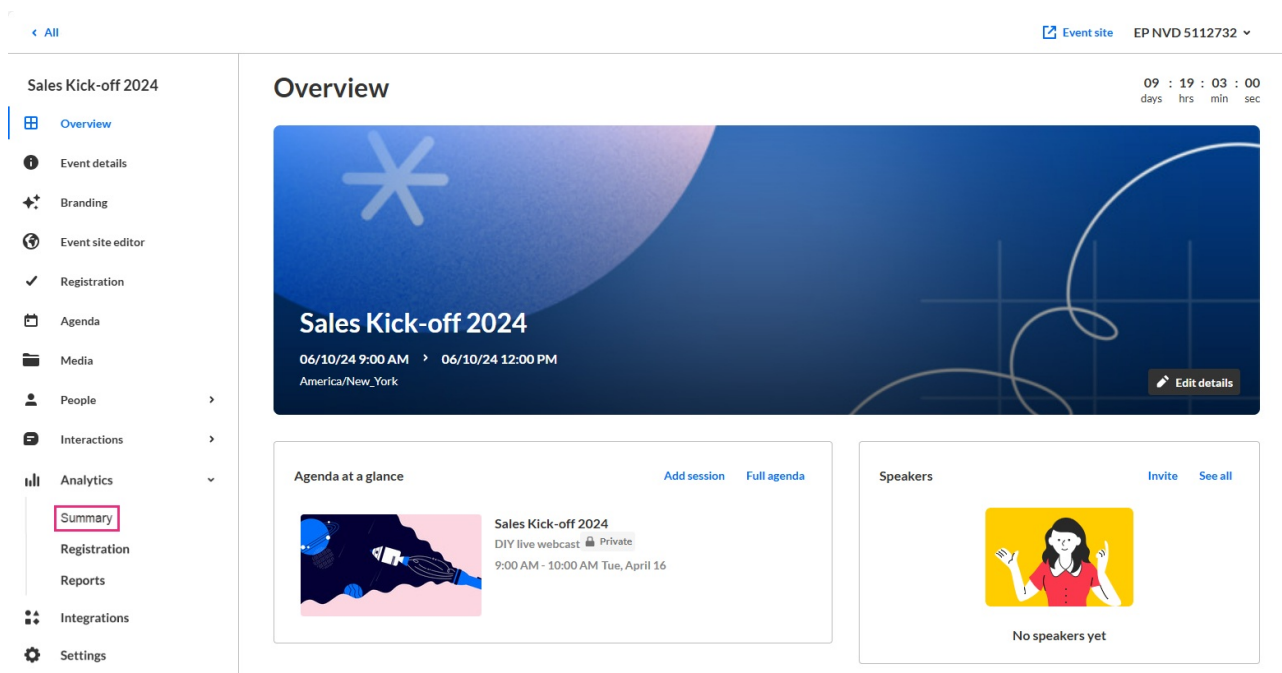 All
Event site
EP NVD 5112732
Sales Kick-off 2024
Overview
Event details
Branding
Event site editor
Registration
Agenda
Media
People
Interactions
Analytics
Summary
Registration
Reports
Integrations
Settings
Overview
09 : 19 : 03 : 00
days hrs min sec
Sales Kick-off 2024
06/10/24 9:00 AM > 06/10/24 12:00 PM
America/New_York
Edit details
Agenda at a glance
Add session
Full agenda
Sales Kick-off 2024
DIY live webcast Private
9:00 AM - 10:00 AM Tue, April 16
Speakers
Invite
See all
No speakers yet